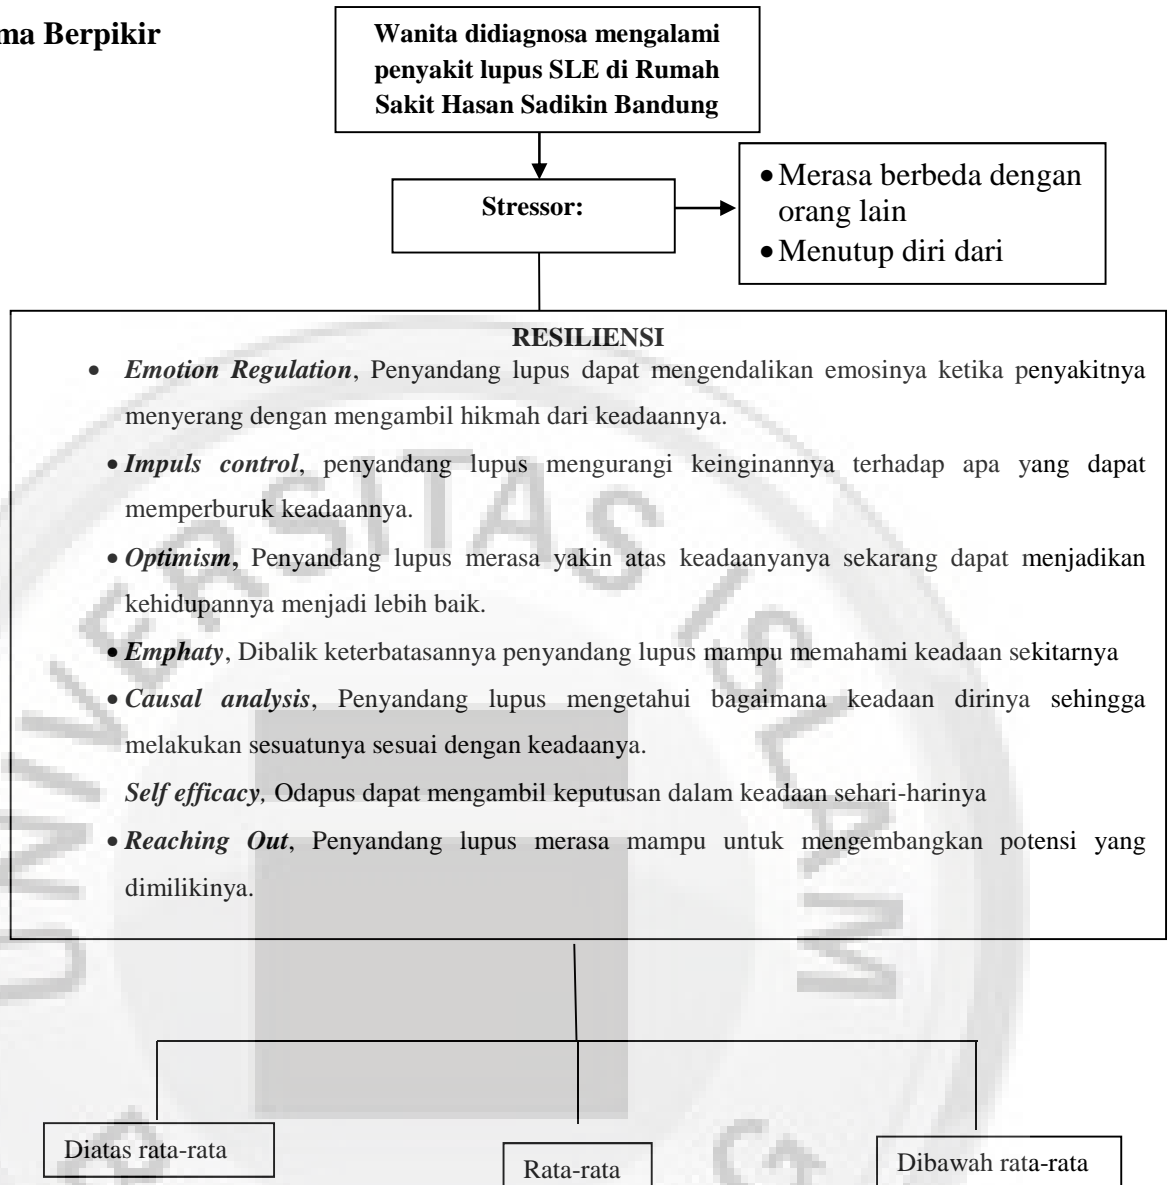 ma Berpikir
Wanita didiagnosa mengalami
penyakit lupus SLE di Rumah
Sakit Hasan Sadikin Bandung
Stressor:
• Merasa berbeda dengan
orang lain
• Menutup diri dari
RESILIENSI
• Emotion Regulation, Penyandang lupus dapat mengendalikan emosinya ketika penyakitnya
menyerang dengan mengambil hikmah dari keadaannya.
• Impuls control, penyandang lupus mengurangi keinginannya terhadap apa yang dapat
memperburuk keadaannya.
• Optimism, Penyandang lupus merasa yakin atas keadaanyanya sekarang dapat menjadikan
kehidupannya menjadi lebih baik.
• Emphaty, Dibalik keterbatasannya penyandang lupus mampu memahami keadaan sekitarnya
• Causal analysis, Penyandang lupus mengetahui bagaimana keadaan dirinya sehingga
melakukan sesuatunya sesuai dengan keadaanya.
Self efficacy, Odapus dapat mengambil keputusan dalam keadaan sehari-harinya
• Reaching Out, Penyandang lupus merasa mampu untuk mengembangkan potensi yang
dimilikinya.
Diatas rata-rata
Rata-rata
Dibawah rata-rata
UNIVERSITAS ISLAM